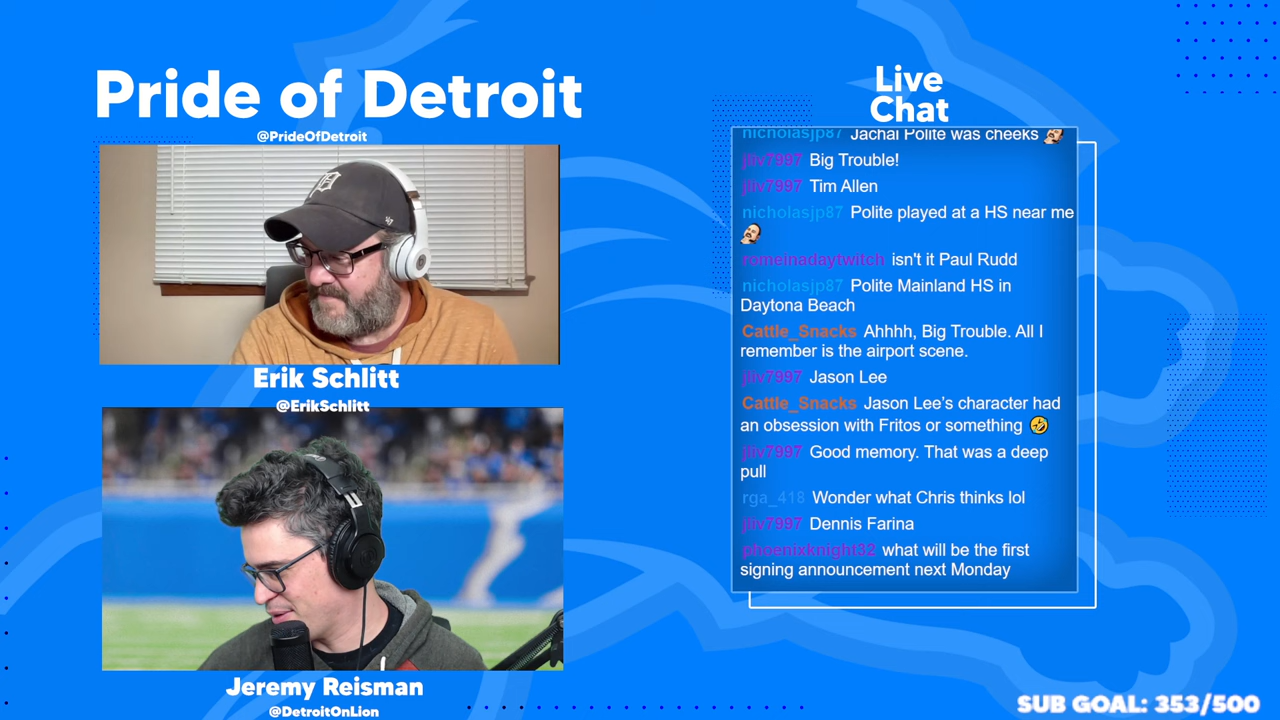 Pride of Detroit
@PrideOfDetroit
Erik Schlitt
@ErikSchlitt
Jeremy Reisman
@DetroitOnLion
Live
Chat
nicholasjp87 Jachai Polite was cheeks
jliv7997 Big Trouble!
jliv7997 Tim Allen
nicholasjp87 Polite played at a HS near me
romeinadaytwitch isn't it Paul Rudd
nicholasjp87 Polite Mainland HS in
Daytona Beach
Cattle_Snacks Ahhhh, Big Trouble. All I
remember is the airport scene.
jliv7997 Jason Lee
Cattle_Snacks Jason Lee's character had
an obsession with Fritos or something 🤣
jliv7997 Good memory. That was a deep
pull
rga_418 Wonder what Chris thinks lol
jliv7997 Dennis Farina
phoenixknight32 what will be the first
signing announcement next Monday
SUB GOAL: 353/500